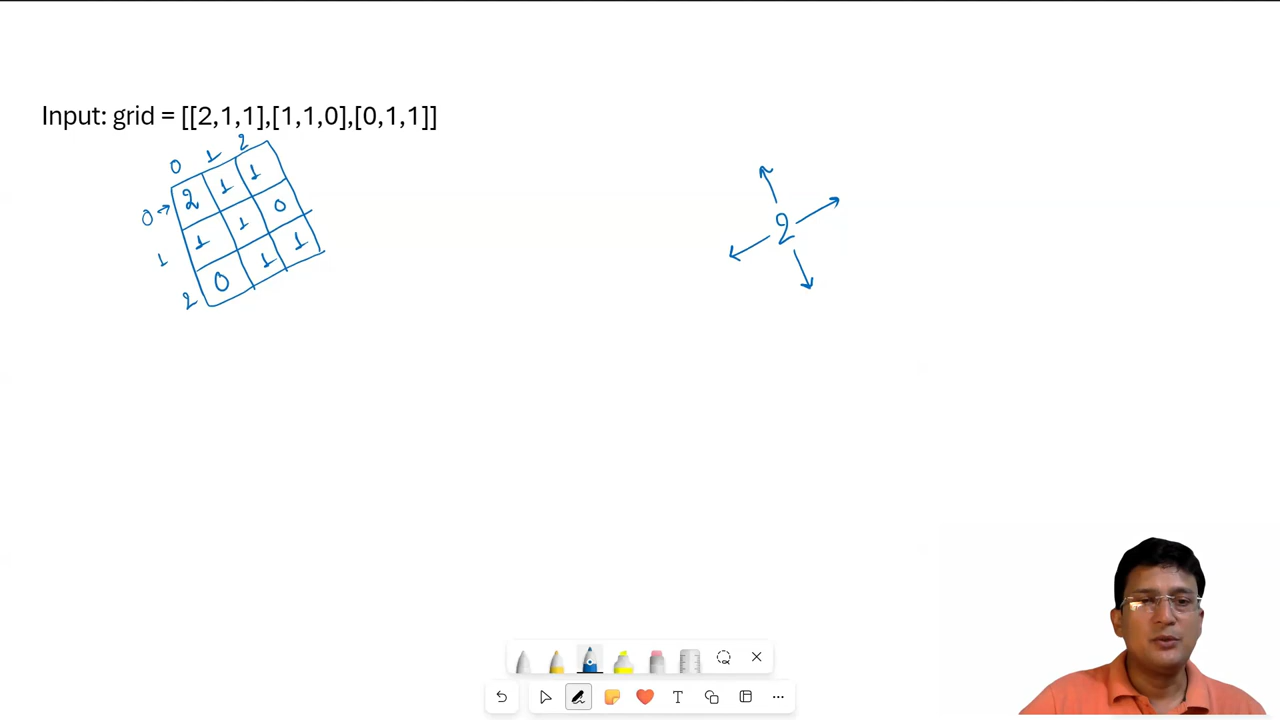 Input: grid = [[2,1,1],[1,1,0],[0,1,1]]
0 1 2
0 2 1 1
1 1 1 0
2 0 1 1
2
T